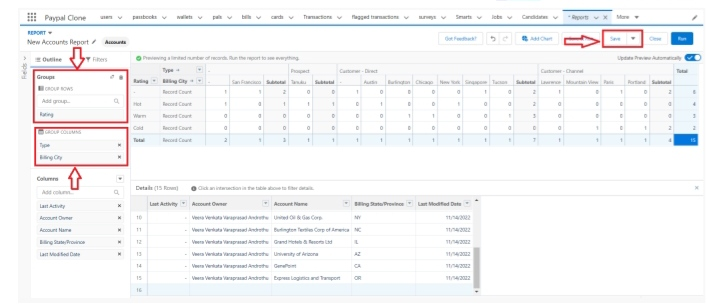 Paypal Clone users passbooks wallets pals bills cards Transactions flagged transactions surveys Smarts Jobs Candidates * Reports More
REPORT
New Accounts Report Accounts
Got Feedback? Add Chart Save Close Run
Fields
Outline Filters
Previewing a limited number of records. Run the report to see everything. Update Preview Automatically
Groups
GROUP ROWS
Add group...
Rating
GROUP COLUMNS
Type
Billing City
Columns
Add column...
Last Activity
Account Owner
Account Name
Billing State/Province
Last Modified Date
Type - Prospect Customer - Direct Customer - Channel Total
Rating Billing City - San Francisco Subtotal Tanuku Subtotal - Austin Burlington Chicago New York Singapore Tucson Subtotal Lawrence Mountain View Paris Portland Subtotal
- Record Count 1 1 2 0 0 1 0 0 0 0 1 0 2 0 0 0 0
Hot Record Count 1 0 1 1 1 0 1 0 0 1 0 0 2 0 0 0 0 0 4
Warm Record Count 0 0 0 0 0 0 0 1 1 0 0 1 3 0 0 0 0 0 3
Cold Record Count 0 0 0 0 0 0 0 0 0 0 0 0 0 0 1 0 1 2 2
Total Record Count 2 1 3 1 1 1 1 1 1 1 1 1 7 1 1 1 1 4 15
Details (15 Rows) Click an intersection in the table above to filter details.
Last Activity Account Owner Account Name Billing State/Province Last Modified Date
10 - Veera Venkata Varaprasad Androthu United Oil & Gas Corp. NY 11/14/2022
11 - Veera Venkata Varaprasad Androthu Burlington Textiles Corp of America NC 11/14/2022
12 - Veera Venkata Varaprasad Androthu Grand Hotels & Resorts Ltd IL 11/14/2022
13 - Veera Venkata Varaprasad Androthu University of Arizona AZ 11/14/2022
14 - Veera Venkata Varaprasad Androthu GenePoint CA 11/14/2022
15 - Veera Venkata Varaprasad Androthu Express Logistics and Transport OR 11/14/2022
16